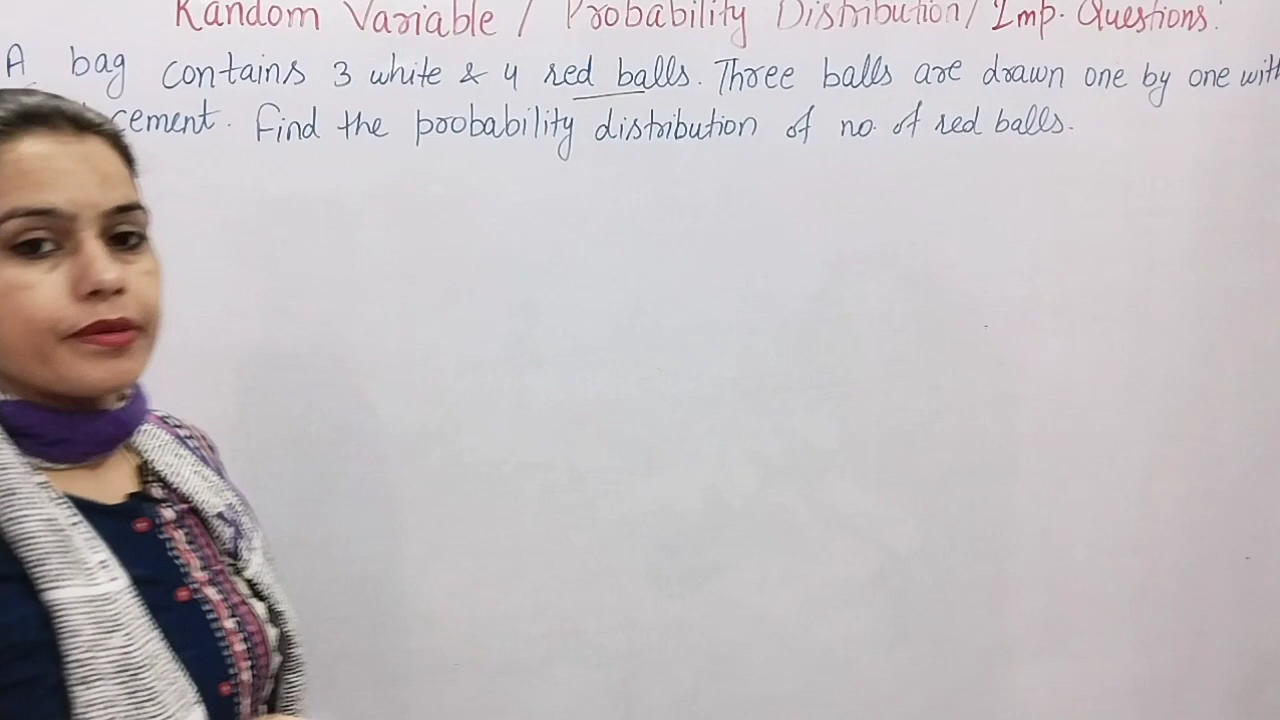 Random Variable / Probability Distribution / Imp. Questions.
A bag contains 3 white & 4 red balls. Three balls are drawn one by one with
cement. Find the probability distribution of no. of red balls.